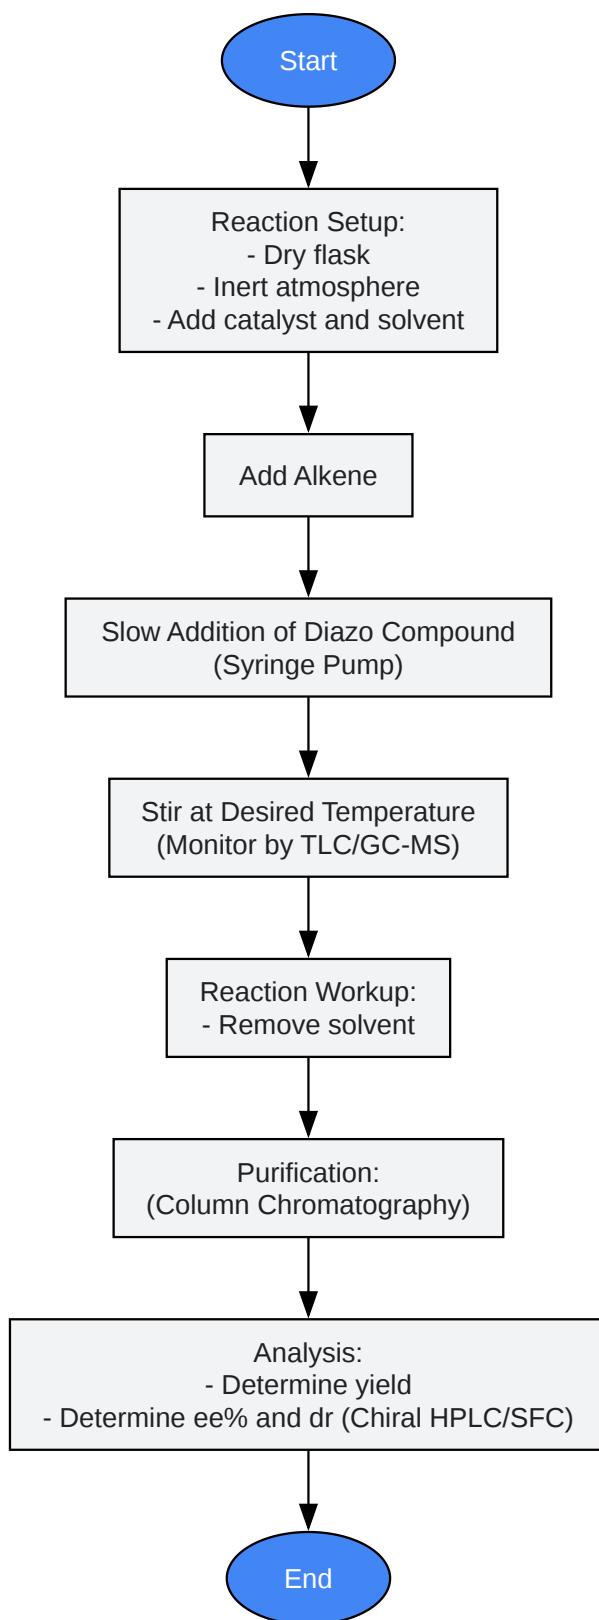 Start
Reaction Setup:
- Dry flask
- Inert atmosphere
- Add catalyst and solvent
Add Alkene
Slow Addition of Diazo Compound
(Syringe Pump)
Stir at Desired Temperature
(Monitor by TLC/GC-MS)
Reaction Workup:
- Remove solvent
Purification:
(Column Chromatography)
Analysis:
- Determine yield
- Determine ee% and dr (Chiral HPLC/SFC)
End